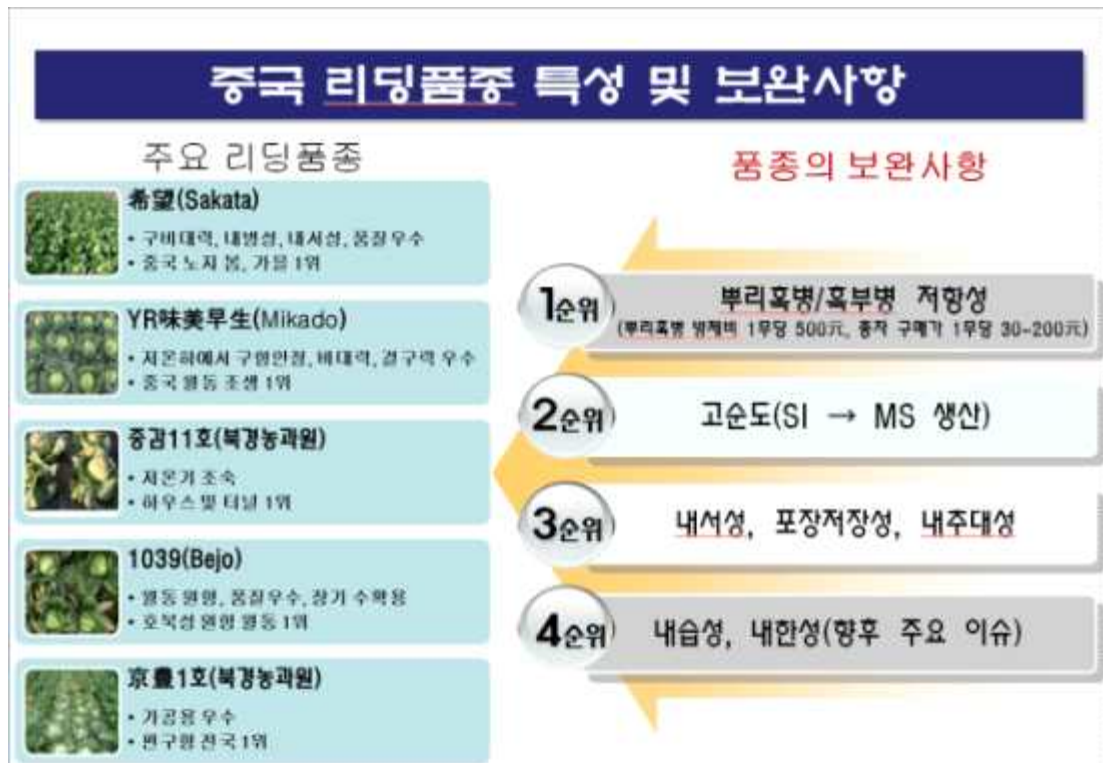 중국 리딩품종 특성 및 보완사항
주요 리딩품종
希望(Sakata)
• 구비대력, 내병성, 내서성, 품질우수
• 중국 노지 봄, 가을 1위
YR味美早生(Mikado)
• 저온하에서 구형안정, 비대력, 결구력 우수
• 중국 월동 조생 1위
중감11호(북경농과원)
• 저온기 조숙
• 하우스 및 터널 1위
1039(Bejo)
• 월동 원형, 품질우수, 장기 수확용
• 호북성 원형 월동 1위
京豊1호(북경농과원)
• 가공용 우수
• 편구형 전국 1위
품종의 보완사항
1순위
뿌리혹병/흑부병 저항성
(뿌리혹병 방제비 1무당 500元, 종자 구매가 1무당 30~200元)
2순위
고순도(SI → MS 생산)
3순위
내서성, 포장저장성, 내추대성
4순위
내습성, 내한성(향후 주요 이슈)